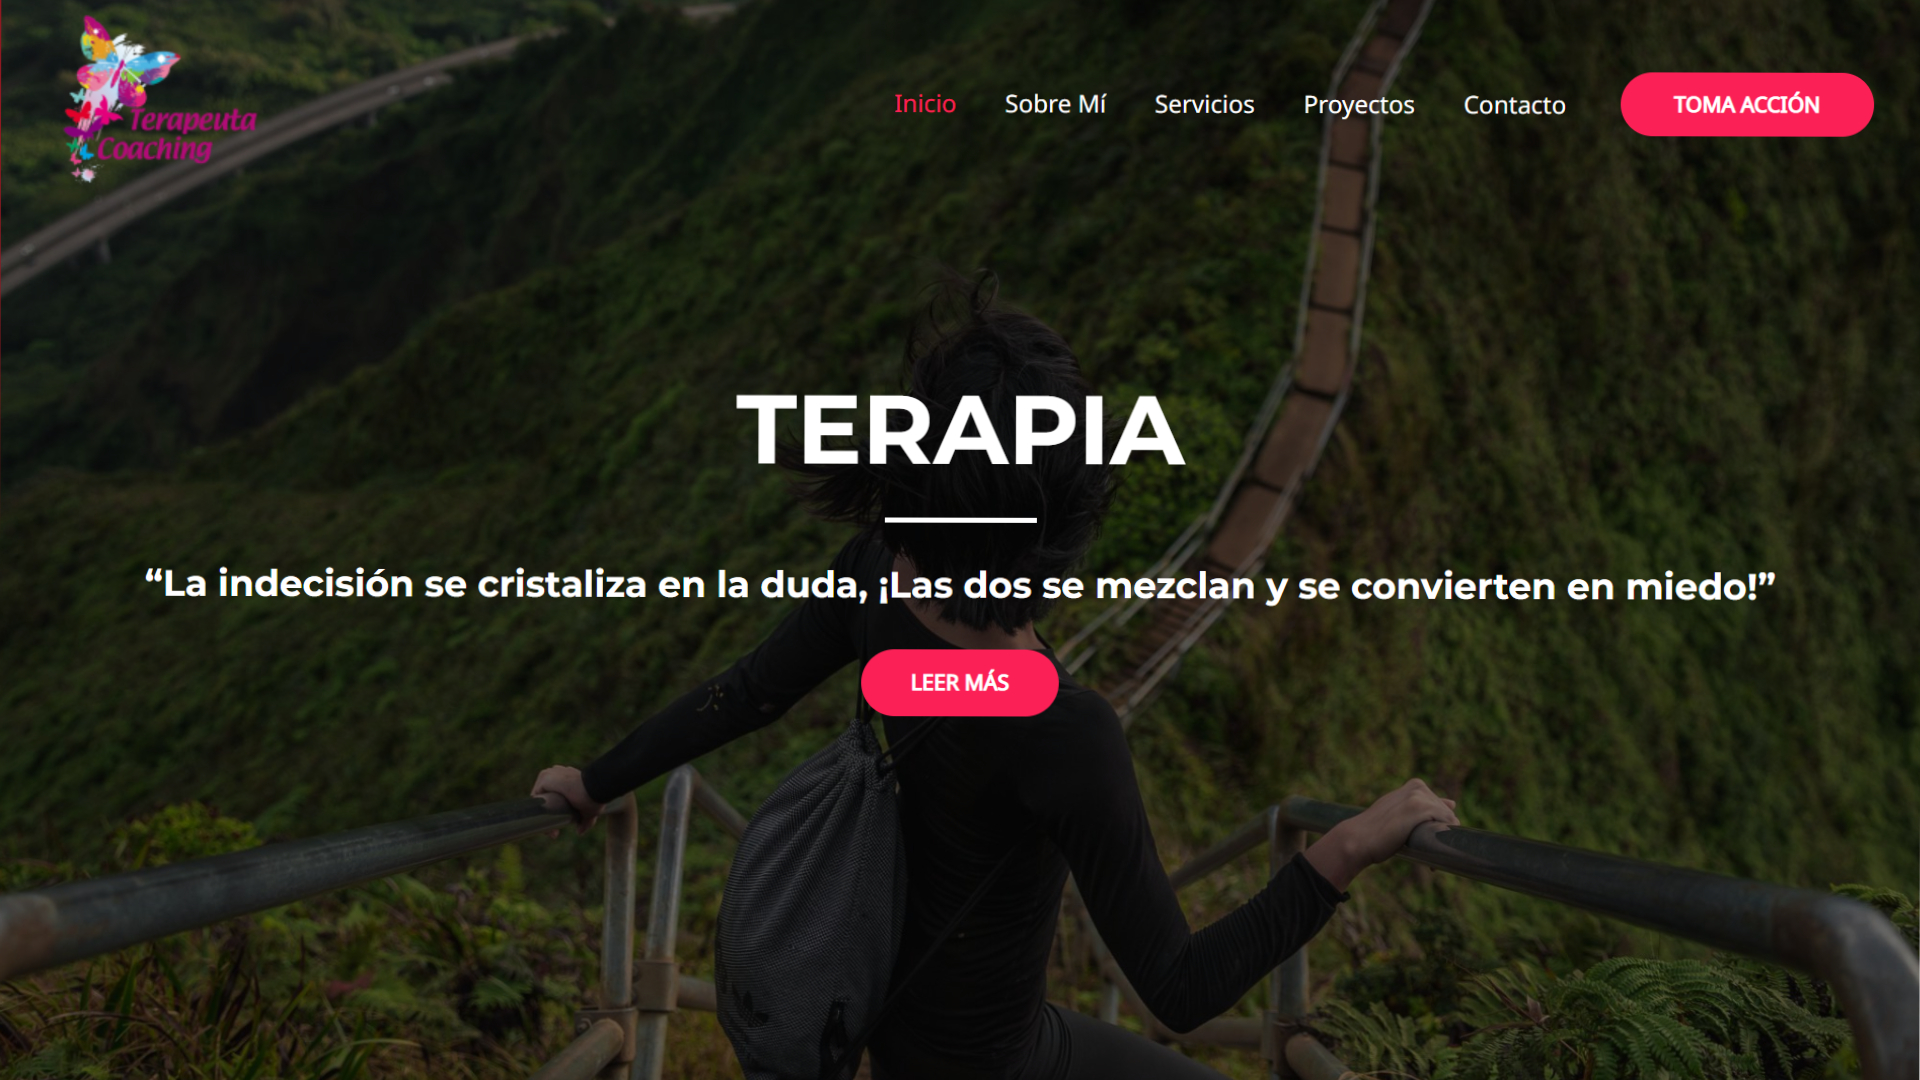 Terapeuta
Coaching
Inicio
Sobre Mí
Servicios
Proyectos
Contacto
TOMA ACCIÓN
TERAPIA
“La indecisión se cristaliza en la duda, ¡Las dos se mezclan y se convierten en miedo!”
LEER MÁS